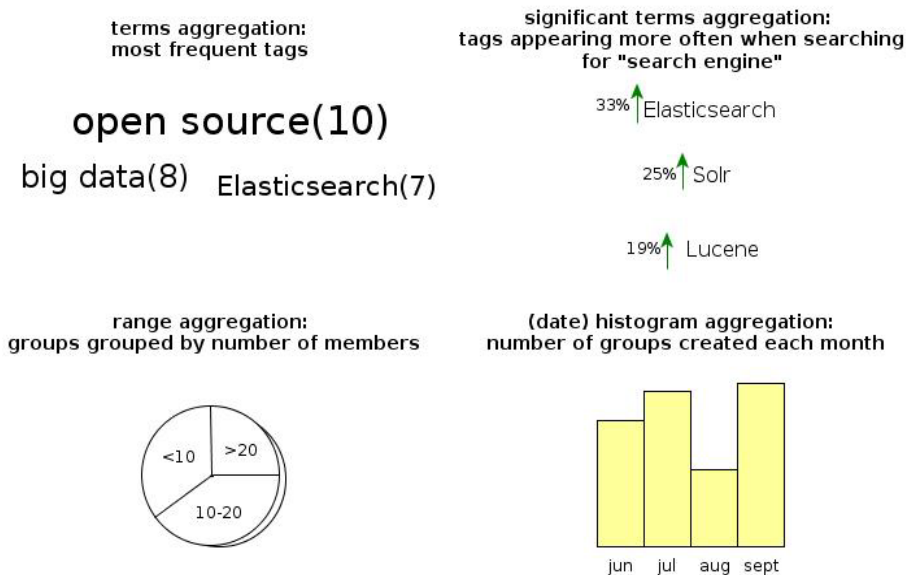 terms aggregation:
most frequent tags
open source(10)
big data(8)
Elasticsearch(7)
significant terms aggregation:
tags appearing more often when searching
for "search engine"
33%
Elasticsearch
25%
Solr
19%
Lucene
range aggregation:
groups grouped by number of members
<10
>20
10-20
(date) histogram aggregation:
number of groups created each month
jun jul aug sept